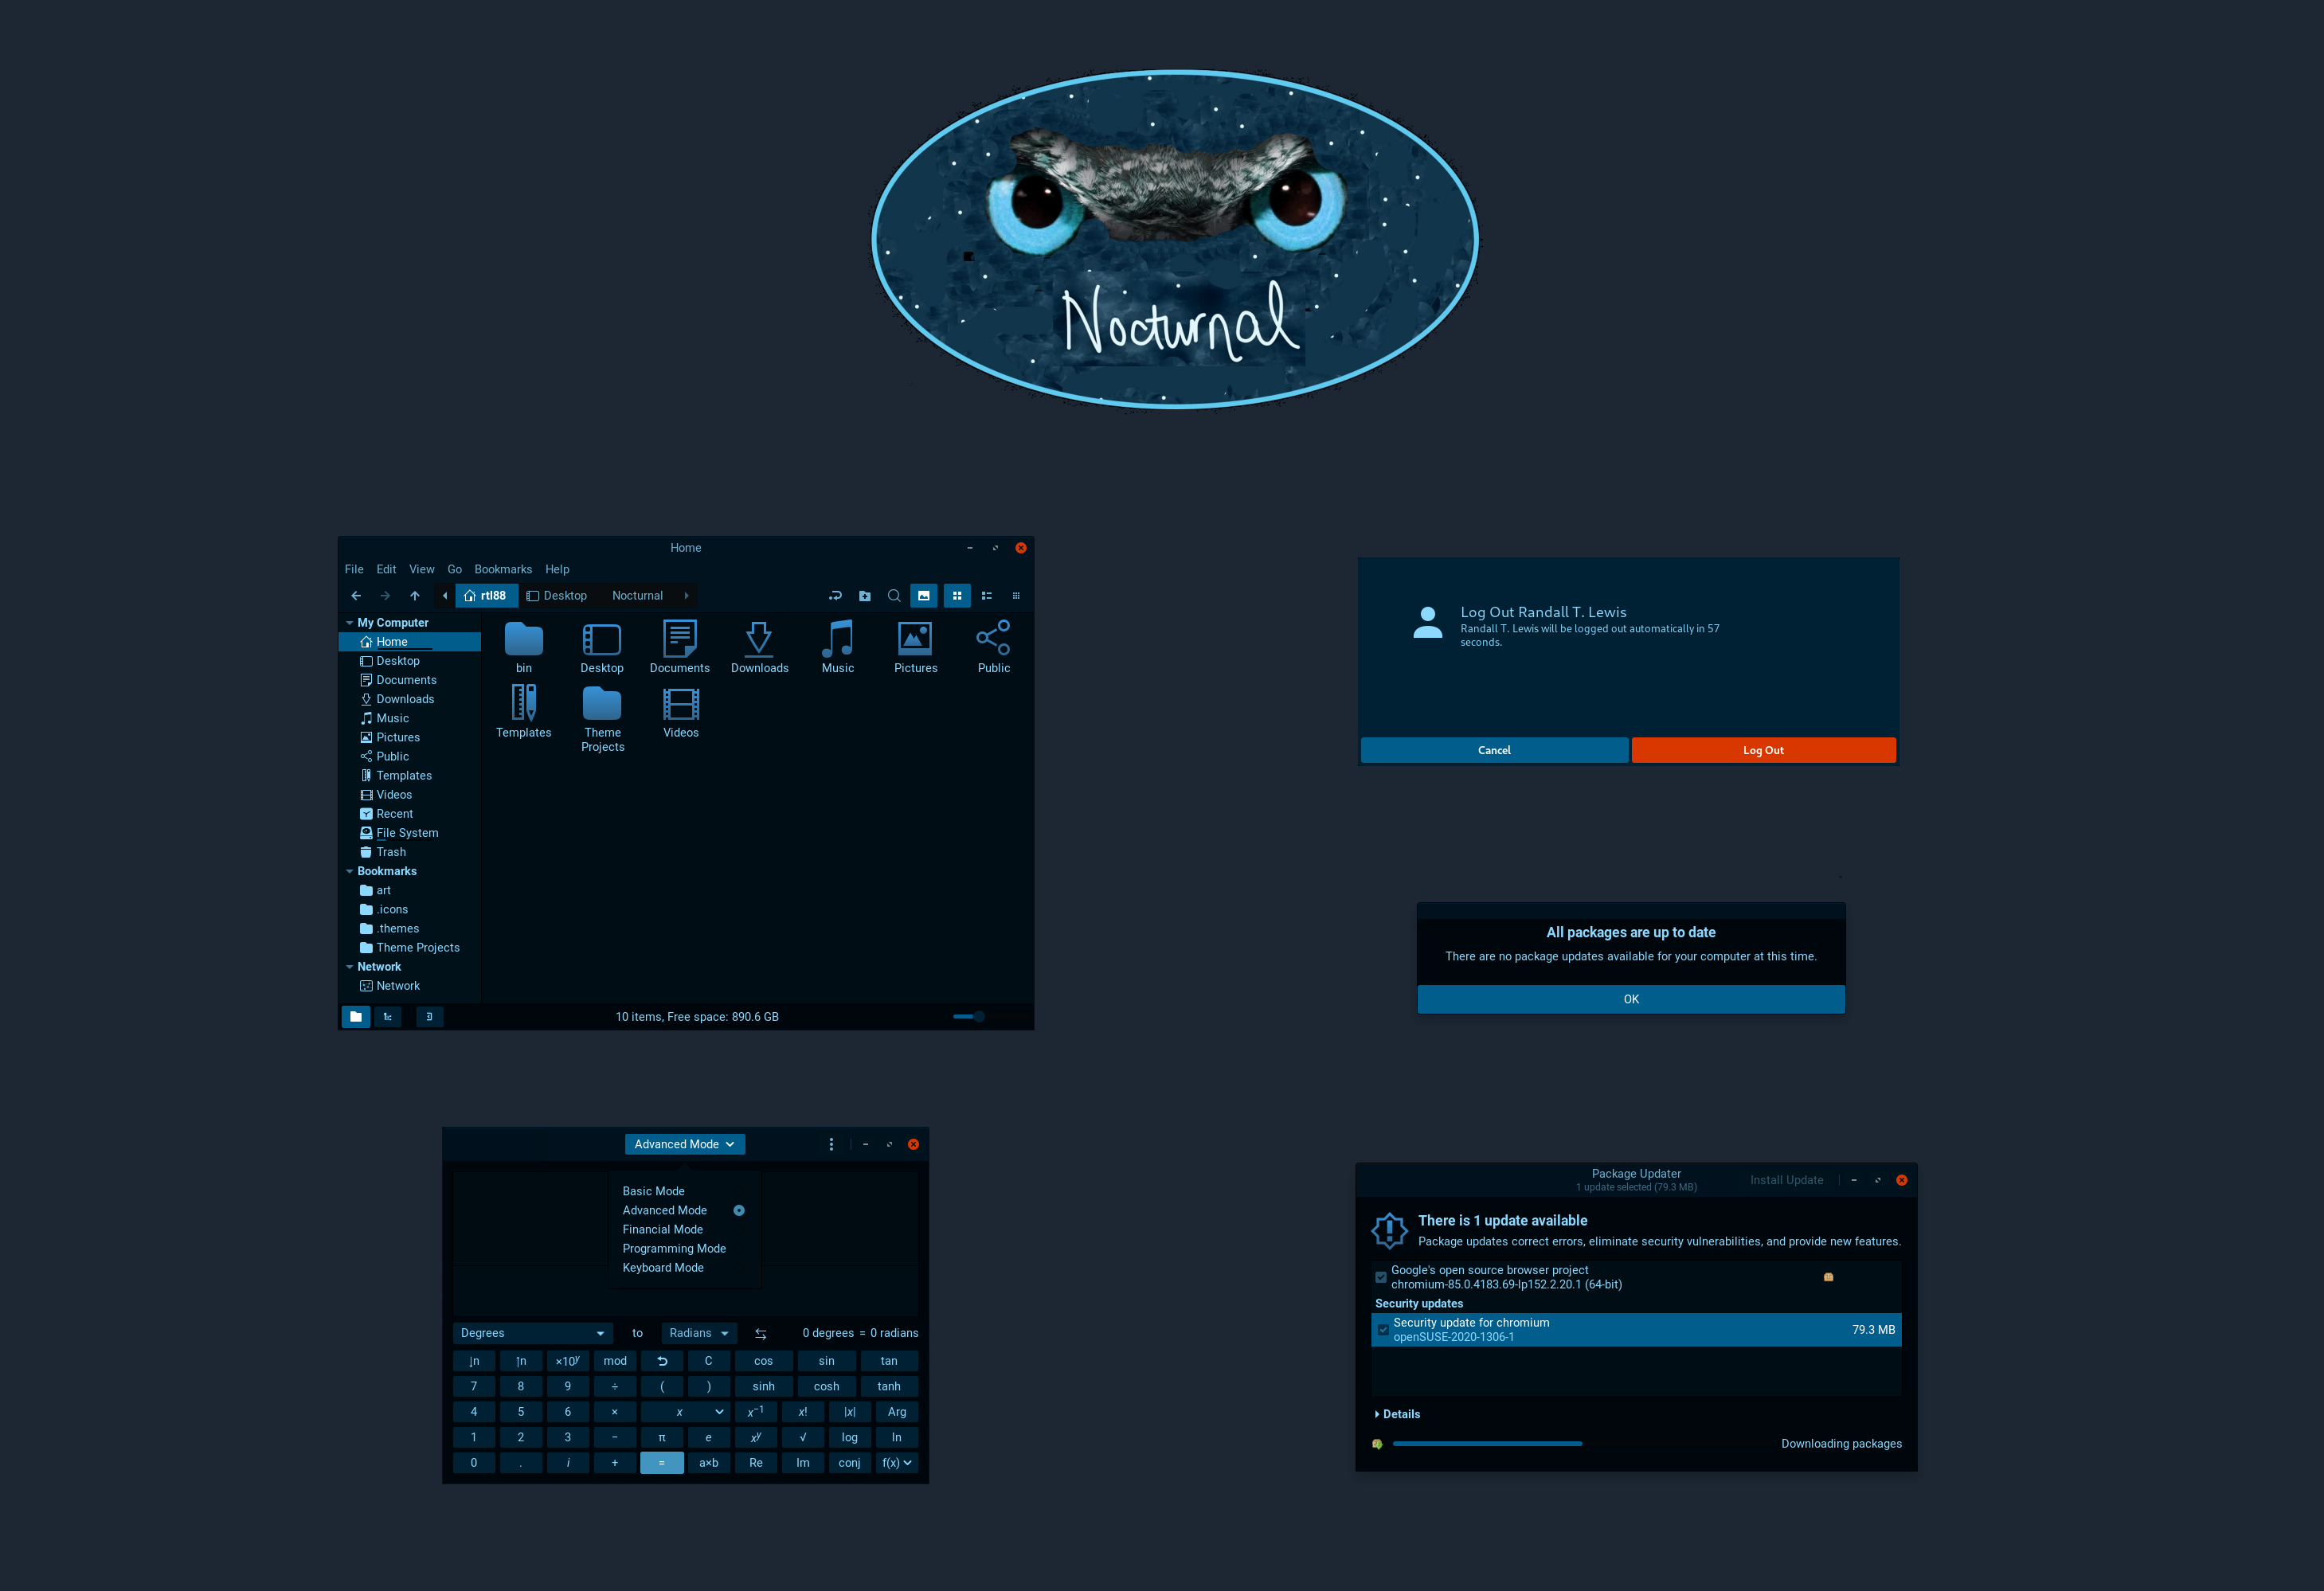 Nocturnal
Home
File Edit View Go Bookmarks Help
rtl88 Desktop Nocturnal
My Computer
Home
Desktop
Documents
Downloads
Music
Pictures
Public
Templates
Videos
Recent
File System
Trash
Bookmarks
art
.icons
.themes
Theme Projects
Network
Network
bin Desktop Documents Downloads Music Pictures Public
Templates Theme Projects Videos
10 items, Free space: 890.6 GB
Log Out Randall T. Lewis
Randall T. Lewis will be logged out automatically in 57
seconds.
Cancel Log Out
All packages are up to date
There are no package updates available for your computer at this time.
OK
Advanced Mode
Basic Mode
Advanced Mode
Financial Mode
Programming Mode
Keyboard Mode
Degrees to Radians 0 degrees = 0 radians
↓n ↑n ×10^y mod C cos sin tan
7 8 9 ÷ ( ) sinh cosh tanh
4 5 6 × x x⁻¹ x! |x| Arg
1 2 3 − π e x^y √ log ln
0 . i + = a×b Re Im conj f(x)
Package Updater
1 update selected (79.3 MB)
Install Update
There is 1 update available
Package updates correct errors, eliminate security vulnerabilities, and provide new features.
Google's open source browser project
chromium-85.0.4183.69-lp152.2.20.1 (64-bit)
Security updates
Security update for chromium
openSUSE-2020-1306-1
79.3 MB
Details
Downloading packages